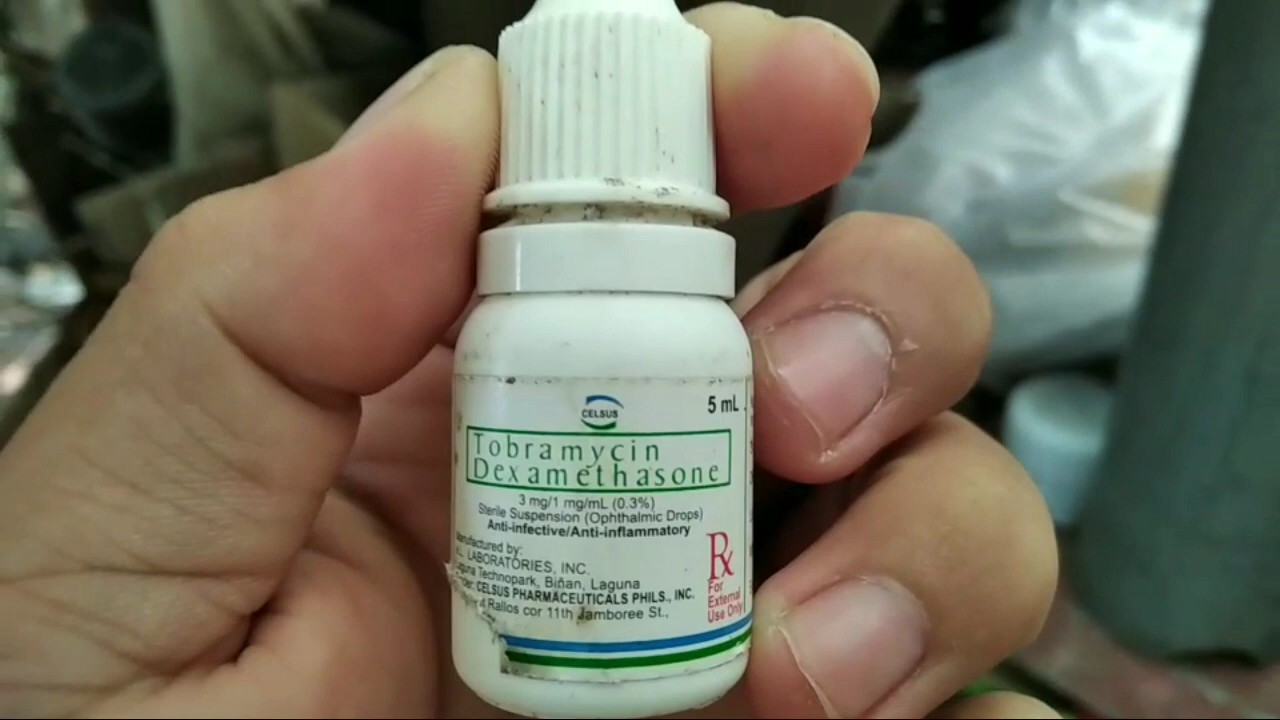 CELSUS
5 mL
Tobramycin
Dexamethasone
3 mg/1 mg/mL (0.3%)
Sterile Suspension (Ophthalmic Drops)
Anti-infective/Anti-inflammatory
Manufactured by:
LABORATORIES, INC.
Technopark, Biñan, Laguna
CELSUS PHARMACEUTICALS PHILS., INC.
Rallos cor 11th Jamboree St.,
Rx
For
External
Use Only